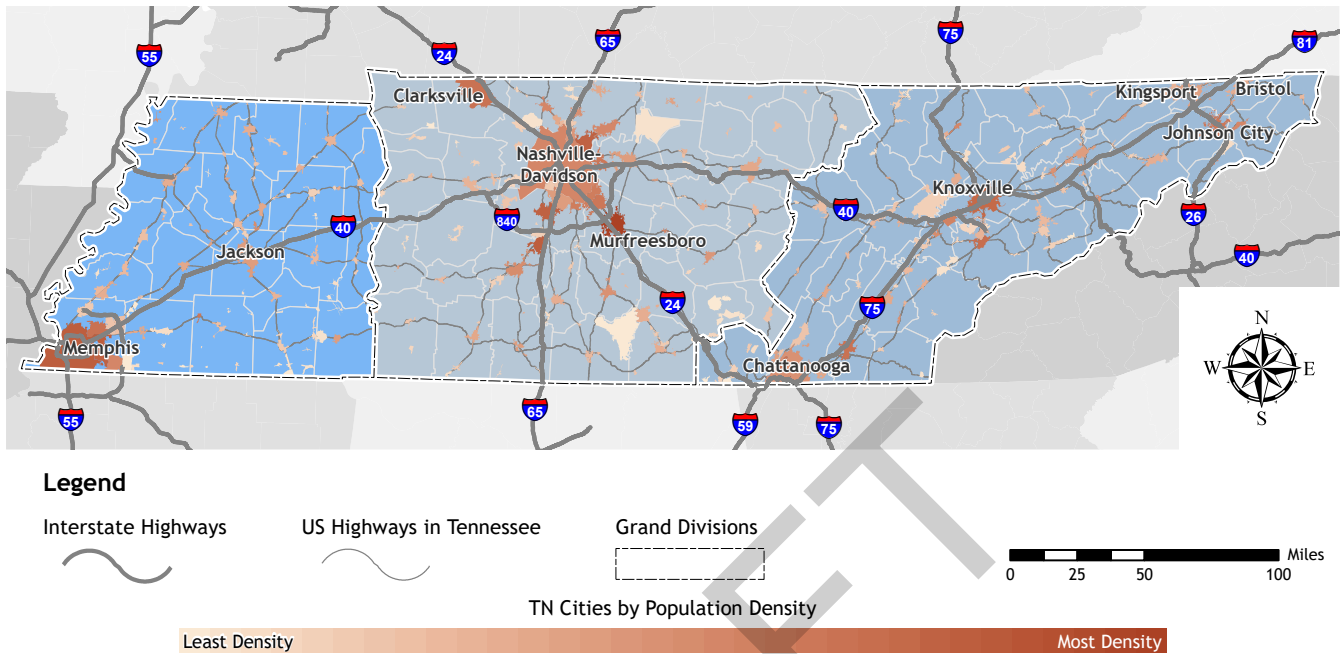 55
24
65
75
81
Clarksville
Kingsport
Bristol
Johnson City
Nashville-
Davidson
Knoxville
40
840
40
26
Murfreesboro
Jackson
40
24
75
Memphis
Chattanooga
55
65
59
75
N
W
E
S
Legend
Interstate Highways
US Highways in Tennessee
Grand Divisions
Miles
0
25
50
100
TN Cities by Population Density
Least Density
Most Density
ET